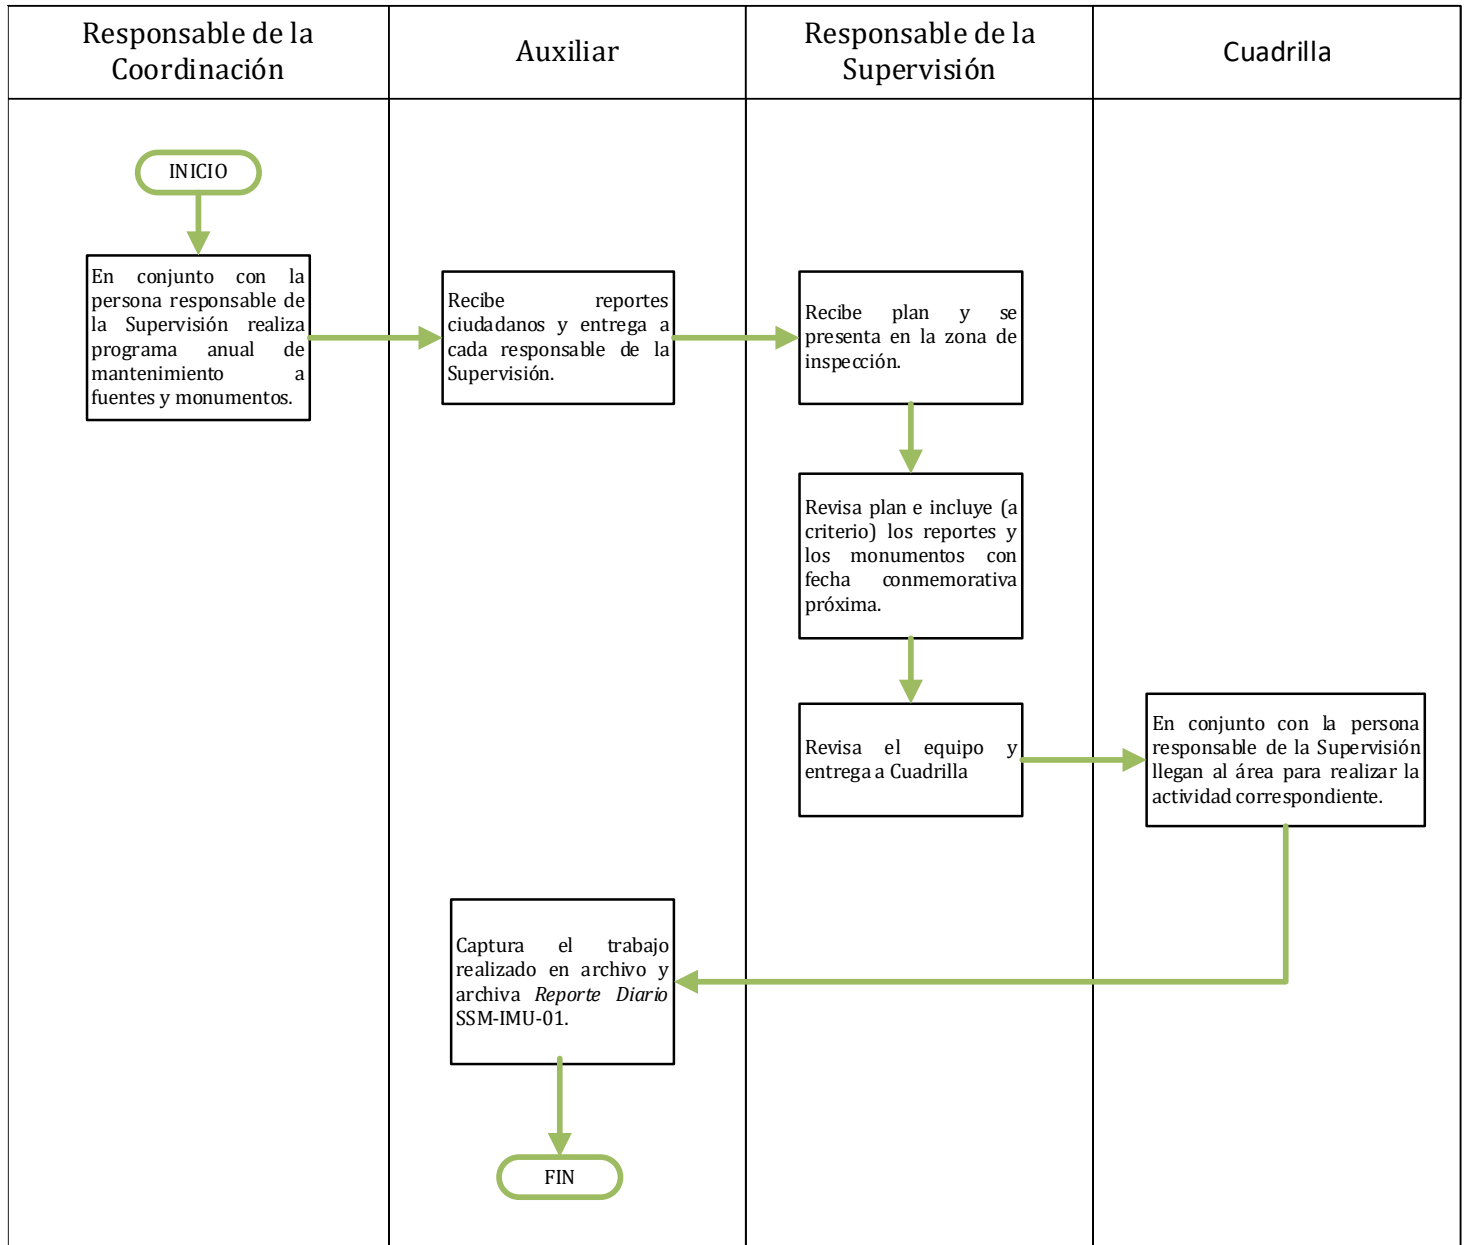 Responsable de la
Coordinación
Auxiliar
Responsable de la
Supervisión
Cuadrilla
INICIO
En conjunto con la
persona responsable de
la Supervisión realiza
programa anual de
mantenimiento a
fuentes y monumentos.
Recibe reportes
ciudadanos y entrega a
cada responsable de la
Supervisión.
Recibe plan y se
presenta en la zona de
inspección.
Revisa plan e incluye (a
criterio) los reportes y
los monumentos con
fecha conmemorativa
próxima.
Revisa el equipo y
entrega a Cuadrilla
En conjunto con la persona
responsable de la Supervisión
llegan al área para realizar la
actividad correspondiente.
Captura el trabajo
realizado en archivo y
archiva Reporte Diario
SSM-IMU-01.
FIN